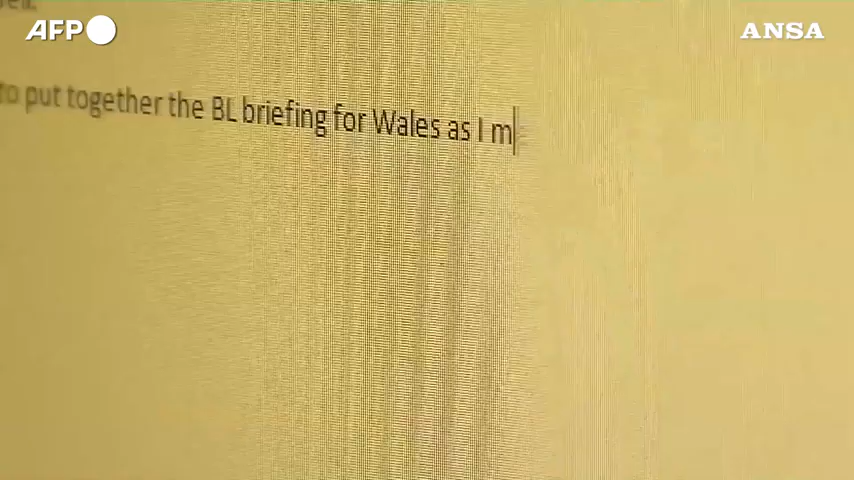 AFP
ANSA
to put together the BL briefing for Wales as I m